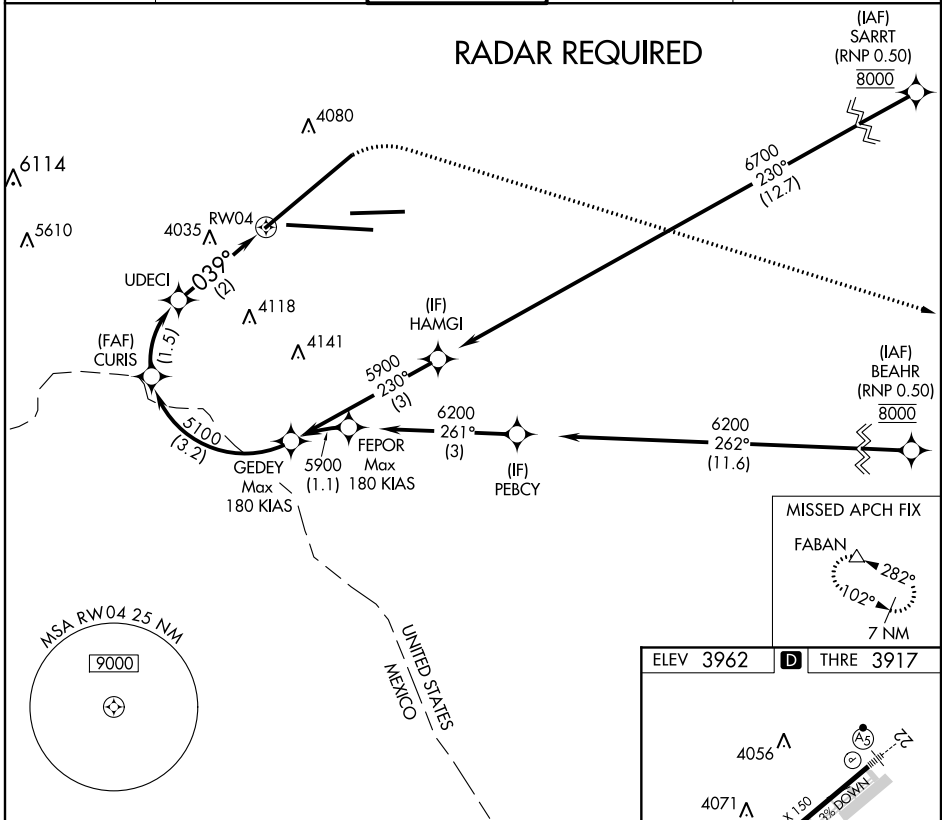 (IAF)
SARRT
(RNP 0.50)
8000
RADAR REQUIRED
4080
6114
6700
230°
(12.7)
5610
4035
RW04
039°
(2)
UDECI
4118
(IF)
HAMGI
(FAF)
CURIS
(1.5)
4141
5900
230°
(3)
(IAF)
BEAHR
(RNP 0.50)
8000
5100
(3.2)
6200
261°
(3)
6200
262°
(11.6)
GEDEY
Max
180 KIAS
5900
(1.1)
FEPOR
Max
180 KIAS
(IF)
PEBCY
MISSED APCH FIX
FABAN
282°
102°
7 NM
MSA RW04 25 NM
9000
UNITED STATES
MEXICO
ELEV 3962
D
THRE 3917
4056
A5
P
22
4071
X 150
3% DOWN